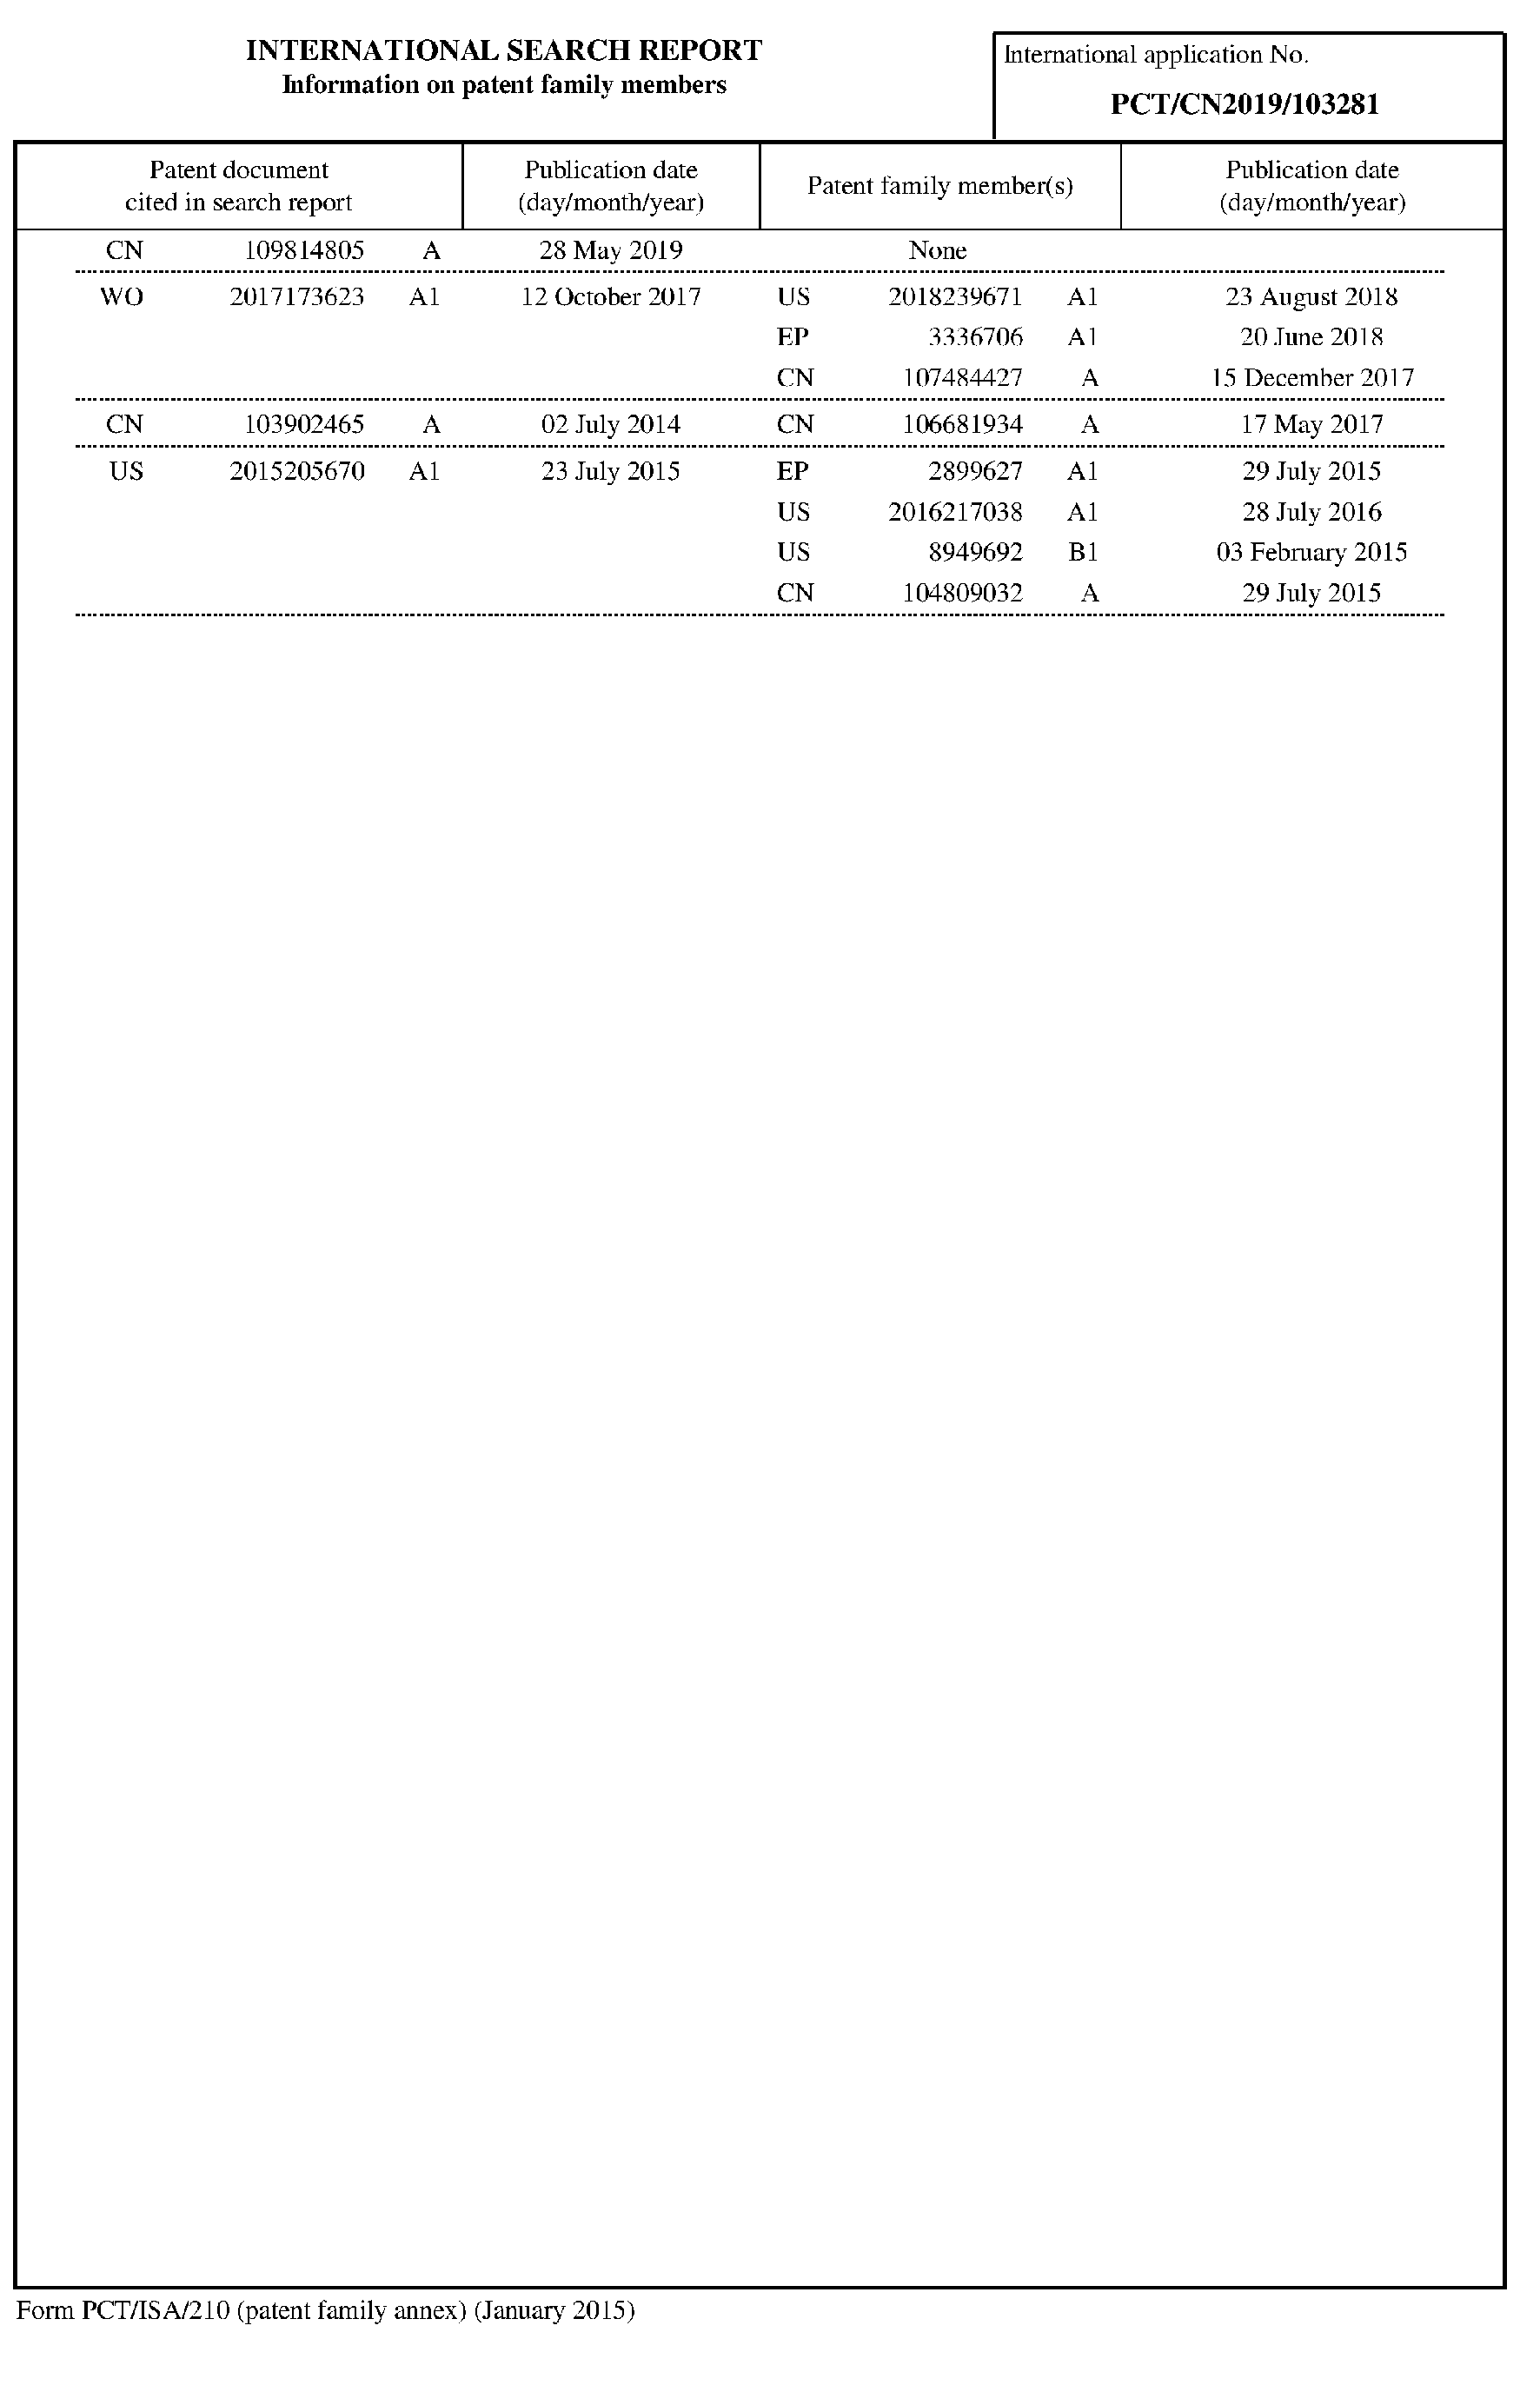 INTERNATIONAL SEARCH REPORT
Information on patent family members
International application No.
PCT/CN2019/103281
Patent document
cited in search report
Publication date
(day/month/year)
Patent family member(s)
Publication date
(day/month/year)
CN 109814805 A 28 May 2019 None
WO 2017173623 A1 12 October 2017 US 2018239671 A1 23 August 2018
EP 3336706 A1 20 June 2018
CN 107484427 A 15 December 2017
CN 103902465 A 02 July 2014 CN 106681934 A 17 May 2017
US 2015205670 A1 23 July 2015 EP 2899627 A1 29 July 2015
US 2016217038 A1 28 July 2016
US 8949692 B1 03 February 2015
CN 104809032 A 29 July 2015
Form PCT/ISA/210 (patent family annex) (January 2015)